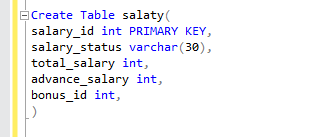 Create Table salaty(
salary_id int PRIMARY KEY,
salary_status varchar(30),
total_salary int,
advance_salary int,
bonus_id int,
)